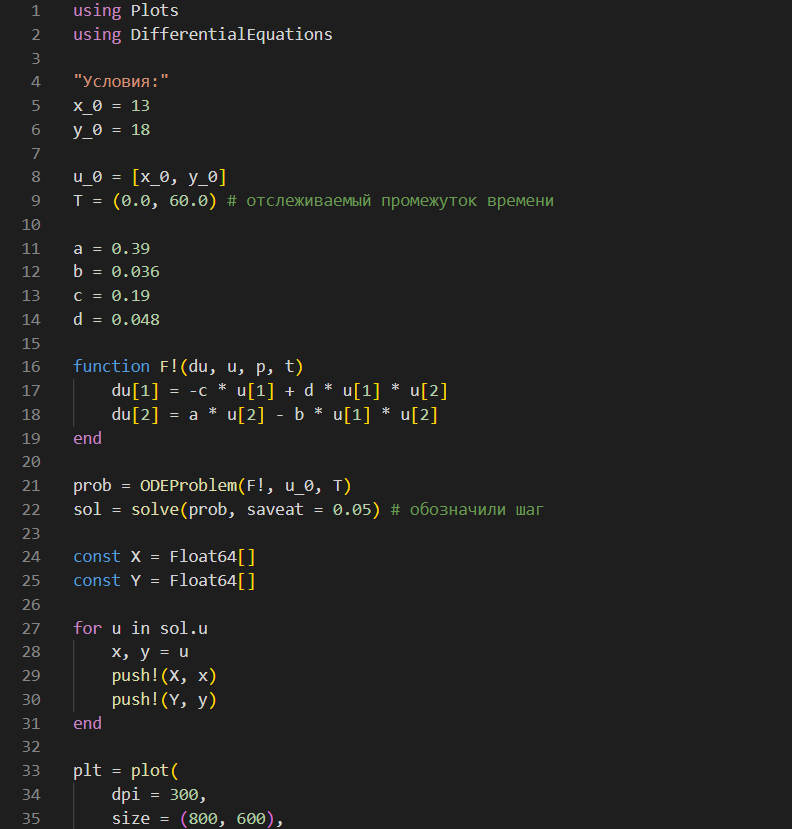 1 using Plots
2 using DifferentialEquations
3
4 "Условия:"
5 x_0 = 13
6 y_0 = 18
7
8 u_0 = [x_0, y_0]
9 T = (0.0, 60.0) # отслеживаемый промежуток времени
10
11 a = 0.39
12 b = 0.036
13 c = 0.19
14 d = 0.048
15
16 function F!(du, u, p, t)
17     du[1] = -c * u[1] + d * u[1] * u[2]
18     du[2] = a * u[2] - b * u[1] * u[2]
19 end
20
21 prob = ODEProblem(F!, u_0, T)
22 sol = solve(prob, saveat = 0.05) # обозначили шаг
23
24 const X = Float64[]
25 const Y = Float64[]
26
27 for u in sol.u
28     x, y = u
29     push!(X, x)
30     push!(Y, y)
31 end
32
33 plt = plot(
34     dpi = 300,
35     size = (800, 600),